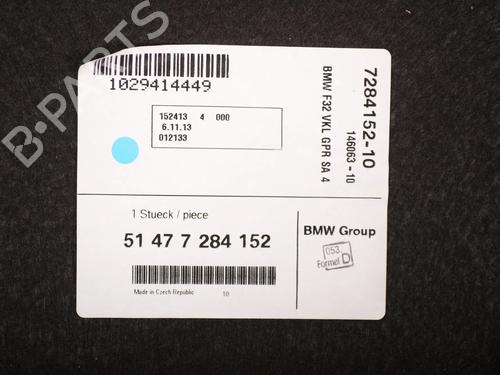 1029414449
152413 4 000
6.11.13
012133
7284152-10
146063-10
BMW F32 VKL GPR SA 4
1 Stueck / piece
51 47 7 284 152
Made in Czech Republic 10
BMW Group
053
Formel D
B-PARTS